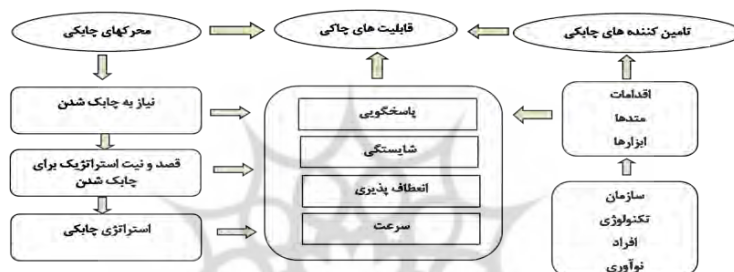 تامین کننده های چابکی
قابلیت های چاکی
محرکهای چابکی
اقدامات
متدها
ابزارها
سازمان
تکنولوژی
افراد
نوآوری
پاسخگویی
شایستگی
انعطاف پذیری
سرعت
نیاز به چابک شدن
قصد و نیت استراتژیک برای
چابک شدن
استراتژی چابکی